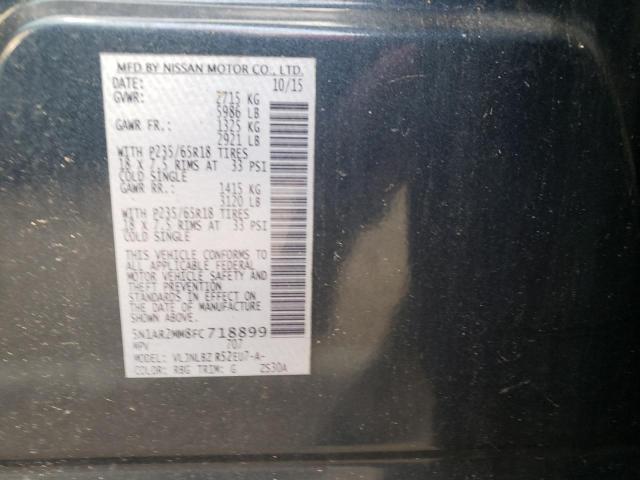 MFD BY NISSAN MOTOR CO., LTD.
DATE: 10/15
GVWR: 2715 KG
5986 LB
GAWR FR.: 1325 KG
2921 LB
WITH P235/65R18 TIRES
18 X 7.5 RIMS AT 33 PSI
COLD SINGLE
GAWR RR.: 1415 KG
3120 LB
WITH P235/65R18 TIRES
18 X 7.5 RIMS AT 33 PSI
COLD SINGLE
THIS VEHICLE CONFORMS TO
ALL APPLICABLE FEDERAL
MOTOR VEHICLE SAFETY AND
THEFT PREVENTION
STANDARDS IN EFFECT ON
THE DATE OF MANUFACTURE
SHOWN ABOVE.
5N1AR2MM8FC718899
MPV 707
MODEL: VLJNLBZ R52EU7-A-
COLOR: RBG TRIM: G ZS30A